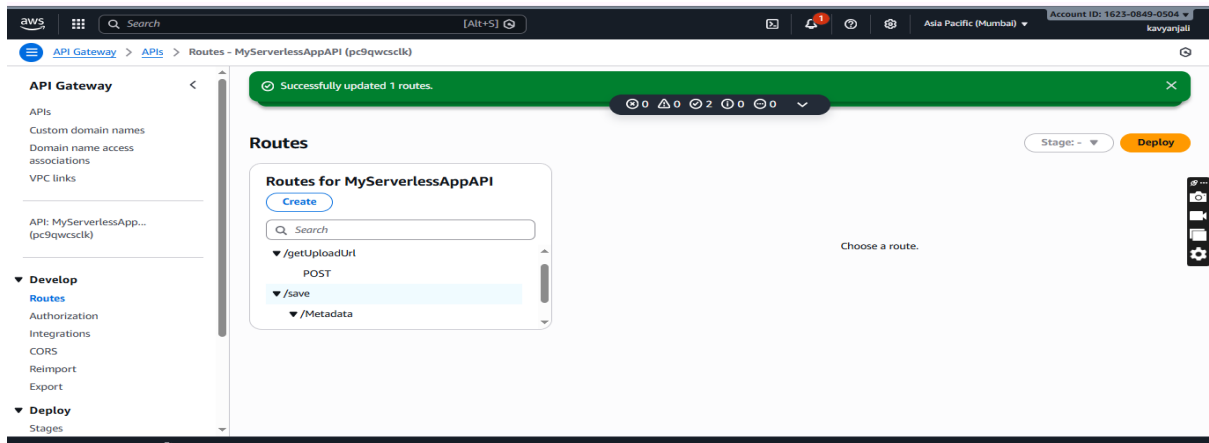 aws
Search
[Alt+S]
1
Asia Pacific (Mumbai)
Account ID: 1623-0849-0504
kavyanjali
API Gateway > APIs > Routes - MyServerlessAppAPI (pc9qwcsclk)
API Gateway
APIs
Custom domain names
Domain name access
associations
VPC links
API: MyServerlessApp...
(pc9qwcsclk)
Develop
Routes
Authorization
Integrations
CORS
Reimport
Export
Deploy
Stages
Successfully updated 1 routes.
0 0 2 0 0
Routes
Stage: -
Deploy
Routes for MyServerlessAppAPI
Create
Search
/getUploadUrl
POST
/save
/Metadata
Choose a route.